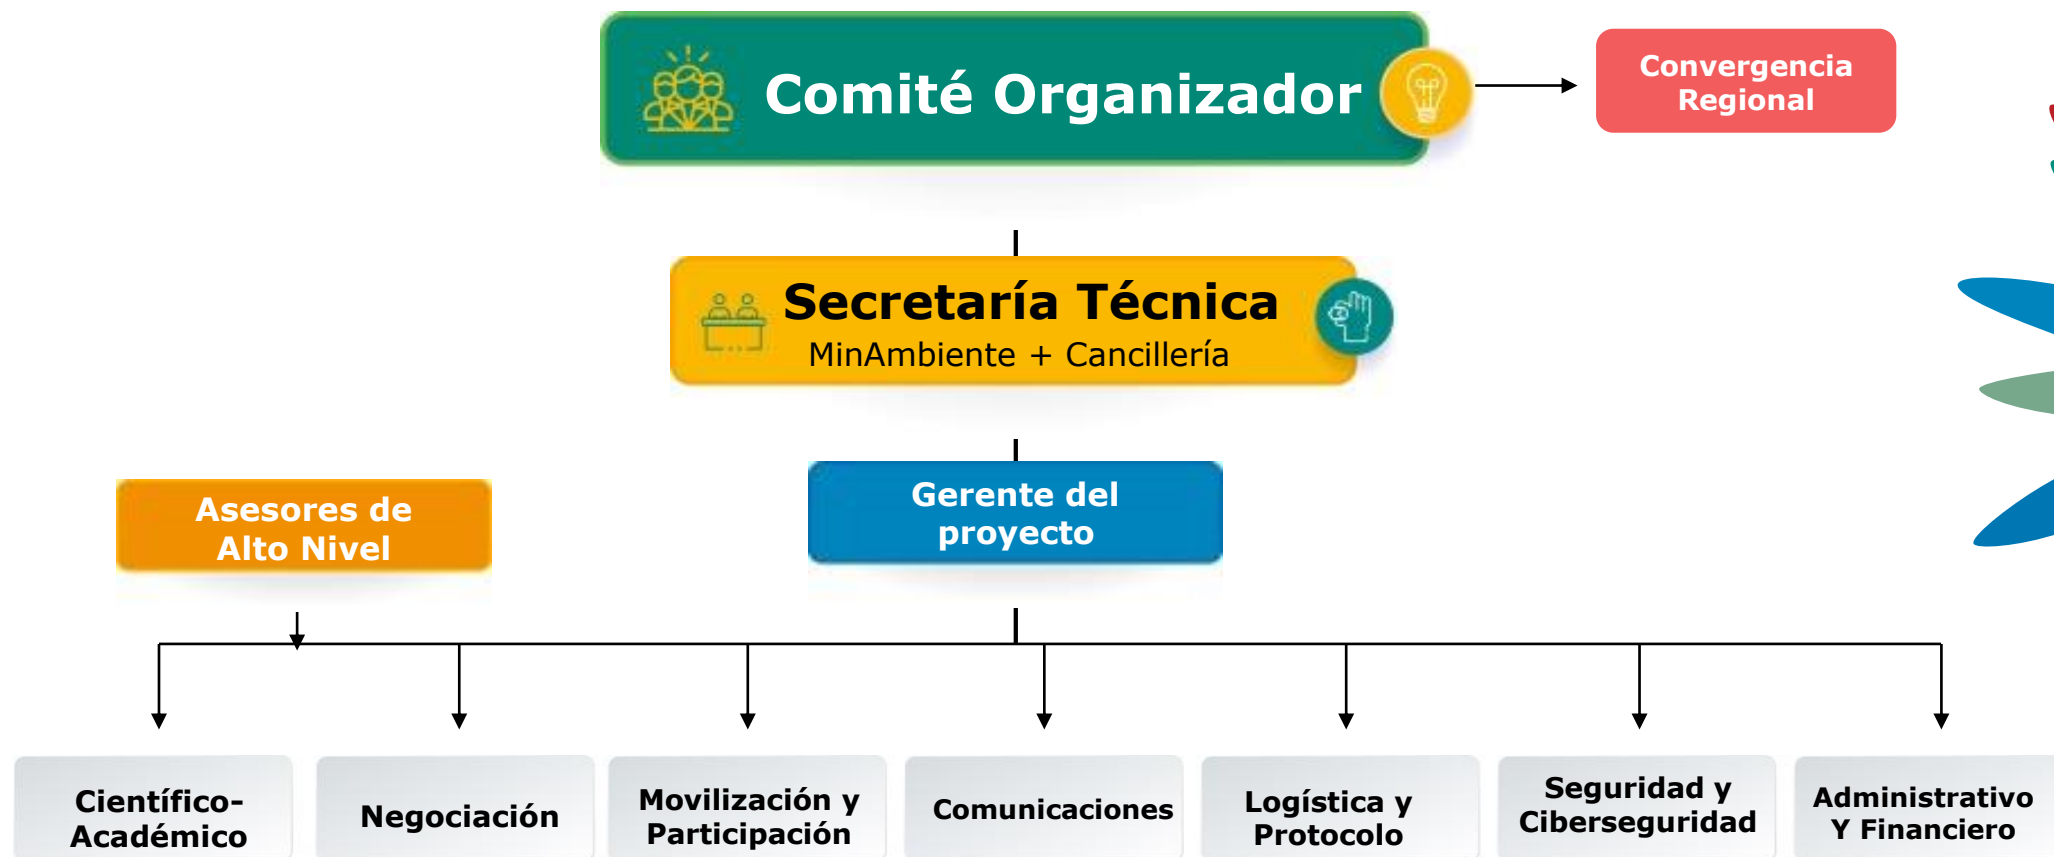 Comité Organizador
Convergencia
Regional
Secretaría Técnica
MinAmbiente + Cancillería
Asesores de
Alto Nivel
Gerente del
proyecto
Científico-
Académico
Negociación
Movilización y
Participación
Comunicaciones
Logística y
Protocolo
Seguridad y
Ciberseguridad
Administrativo
Y Financiero